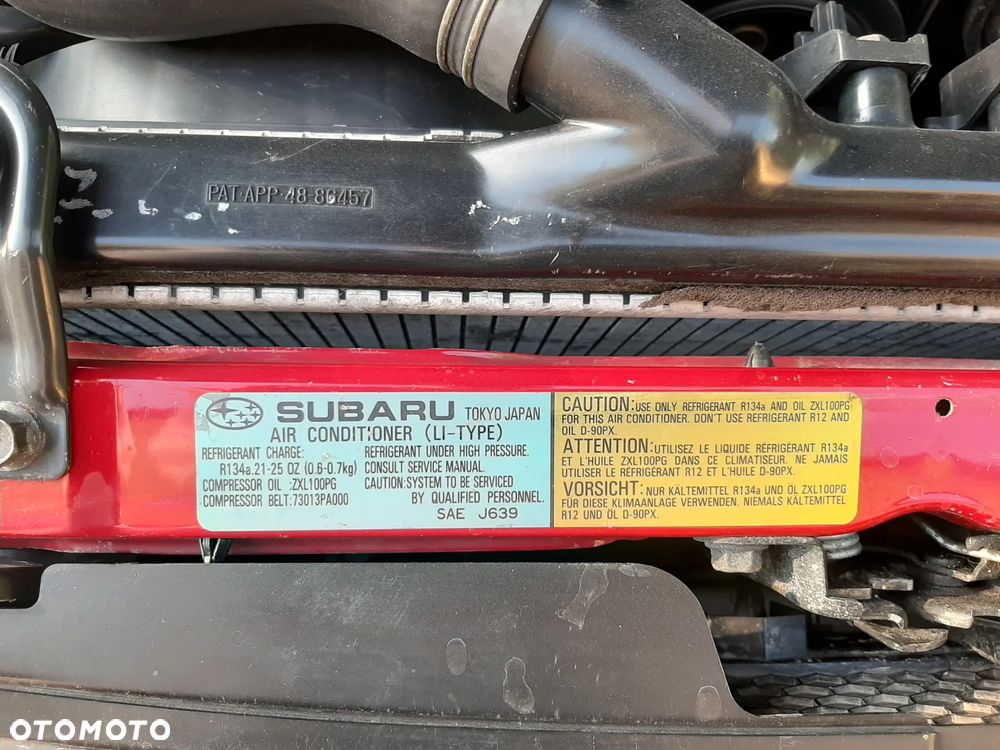 PAT·APP·48-86457
SUBARU TOKYO JAPAN
AIR CONDITIONER (LI-TYPE)
REFRIGERANT CHARGE:
R134a.21-25 OZ (0.6-0.7kg)
COMPRESSOR OIL :ZXL100PG
COMPRESSOR BELT:73013PA000
REFRIGERANT UNDER HIGH PRESSURE.
CONSULT SERVICE MANUAL.
CAUTION:SYSTEM TO BE SERVICED
BY QUALIFIED PERSONNEL.
SAE J639
CAUTION:USE ONLY REFRIGERANT R134a AND OIL ZXL100PG
FOR THIS AIR CONDITIONER. DON'T USE REFRIGERANT R12 AND
OIL D-90PX.
ATTENTION:UTILISEZ LE LIQUIDE RÉFRIGÉRANT R134a
ET L'HUILE ZXL100PG DANS CE CLIMATISEUR. NE JAMAIS
UTILISER LE RÉFRIGERANT R12 ET L'HUILE D-90PX.
VORSICHT:NUR KÄLTEMITTEL R134a UND ÖL ZXL100PG
FÜR DIESE KLIMAANLAGE VERWENDEN. NIEMALS KÄLTEMITTEL
R12 UND ÖL D-90PX.
OTOMOTO